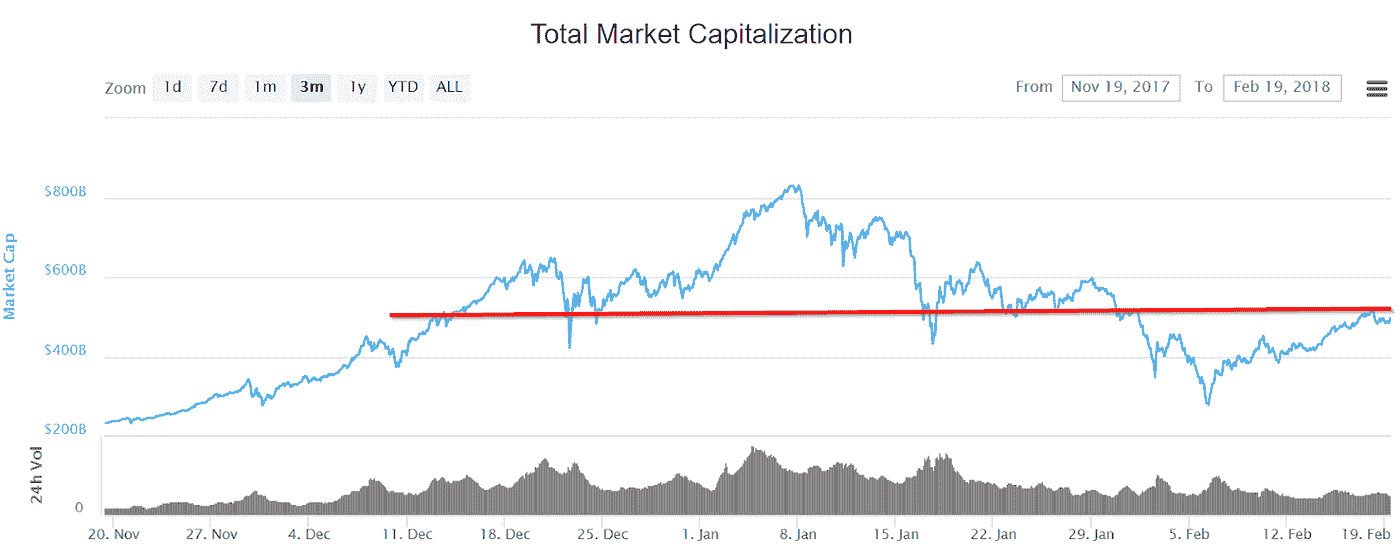 Total Market Capitalization
Zoom 1d 7d 1m 3m 1y YTD ALL From Nov 19, 2017 To Feb 19, 2018
$800B
$600B
$400B
$200B
Market Cap
24h Vol
0
20. Nov 27. Nov 4. Dec 11. Dec 18. Dec 25. Dec 1. Jan 8. Jan 15. Jan 22. Jan 29. Jan 5. Feb 12. Feb 19. Feb